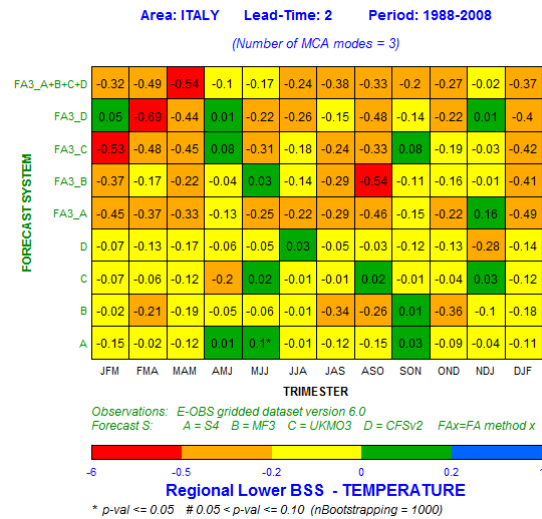 Area: ITALY Lead-Time: 2 Period: 1988-2008
(Number of MCA modes = 3)
FORECAST SYSTEM
FA3_A+B+C+D -0.32 -0.49 -0.54 -0.1 -0.17 -0.24 -0.38 -0.33 -0.2 -0.27 -0.02 -0.37
FA3_D 0.05 -0.69 -0.44 0.01 -0.22 -0.26 -0.15 -0.48 -0.14 -0.22 0.01 -0.4
FA3_C -0.53 -0.48 -0.45 0.08 -0.31 -0.18 -0.24 -0.33 0.08 -0.19 -0.03 -0.42
FA3_B -0.37 -0.17 -0.22 -0.04 0.03 -0.14 -0.29 -0.54 -0.11 -0.16 -0.01 -0.41
FA3_A -0.45 -0.37 -0.33 -0.13 -0.25 -0.22 -0.29 -0.46 -0.15 -0.22 0.16 -0.49
D -0.07 -0.13 -0.17 -0.06 -0.05 0.03 -0.05 -0.03 -0.12 -0.13 -0.28 -0.14
C -0.07 -0.06 -0.12 -0.2 0.02 -0.01 -0.01 0.02 -0.01 -0.04 0.03 -0.12
B -0.02 -0.21 -0.19 -0.05 -0.06 -0.01 -0.34 -0.26 0.01 -0.36 -0.1 -0.18
A -0.15 -0.02 -0.12 0.01 0.1* -0.01 -0.12 -0.15 0.03 -0.09 -0.04 -0.11
JFM FMA MAM AMJ MJJ JJA JAS ASO SON OND NDJ DJF
TRIMESTER
Observations: E-OBS gridded dataset version 6.0
Forecast S: A = S4 B = MF3 C = UKMO3 D = CFSv2 FAx=FA method x
-6 -0.5 -0.2 0 0.2 1
Regional Lower BSS - TEMPERATURE
* p-val <= 0.05 # 0.05 < p-val <= 0.10 (nBootstrapping = 1000)